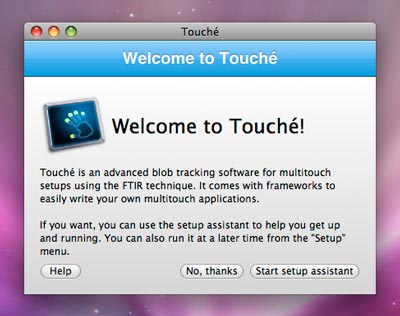 Touché
Welcome to Touché
Welcome to Touché!
Touché is an advanced blob tracking software for multitouch
setups using the FTIR technique. It comes with frameworks to
easily write your own multitouch applications.
If you want, you can use the setup assistant to help you get up
and running. You can also run it at a later time from the "Setup"
menu.
Help
No, thanks
Start setup assistant